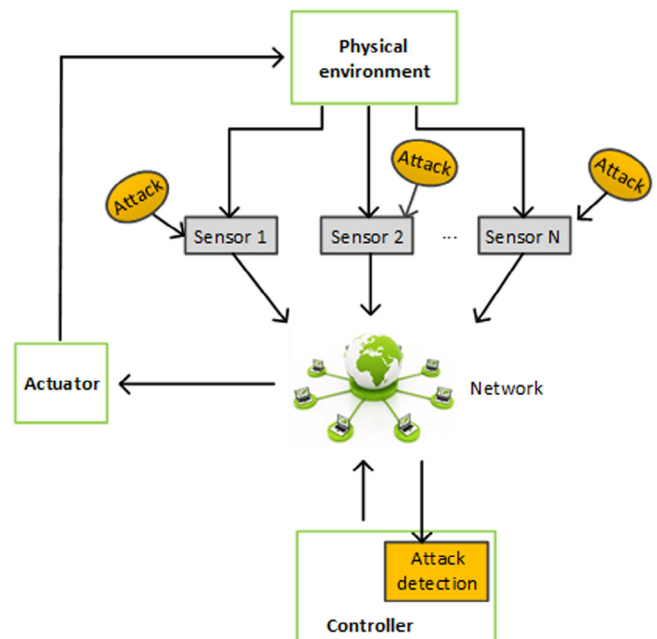 Physical
environment
Attack
Attack
Attack
Sensor 1
Sensor 2
...
Sensor N
Actuator
Network
Attack
detection
Controller